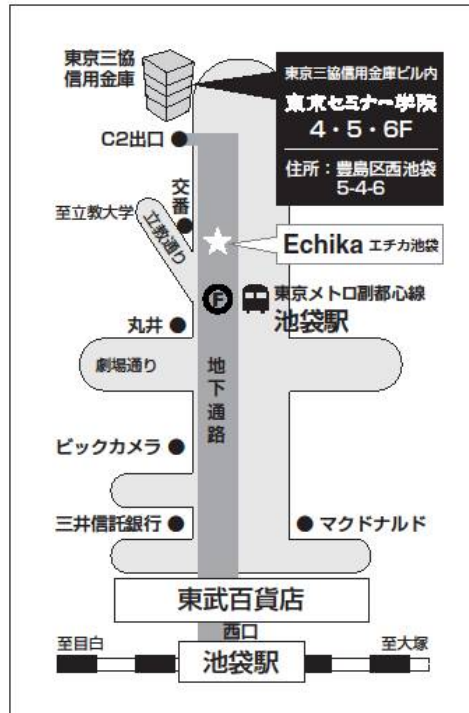 東京三協
信用金庫
東京三協信用金庫ビル内
東京セミナー学院
4・5・6F
住所：豊島区西池袋
5-4-6
C2出口
交番
至立教大学
立教通り
Echika エチカ池袋
F
東京メトロ副都心線
池袋駅
丸井
劇場通り
地下通路
ビックカメラ
三井信託銀行
マクドナルド
東武百貨店
西口
至目白
至大塚
池袋駅